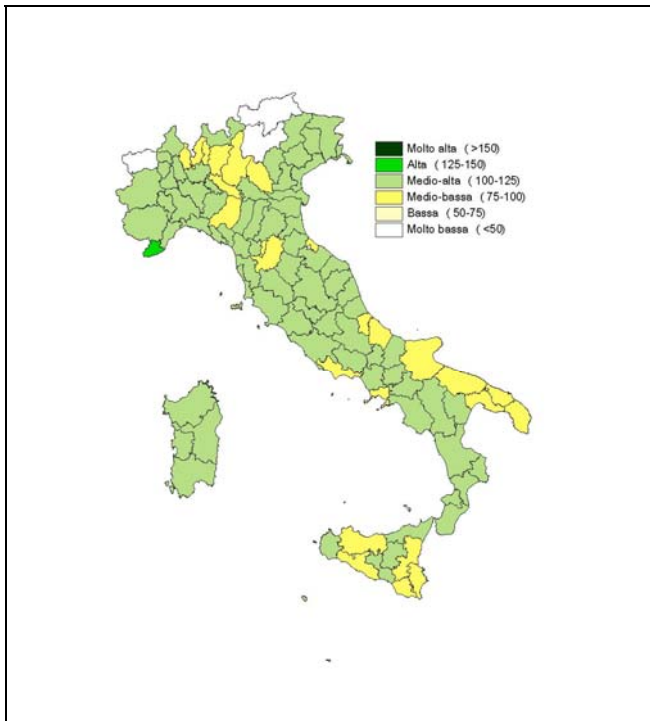 Molto alta (>150)
Alta (125-150)
Medio-alta (100-125)
Medio-bassa (75-100)
Bassa (50-75)
Molto bassa (<50)